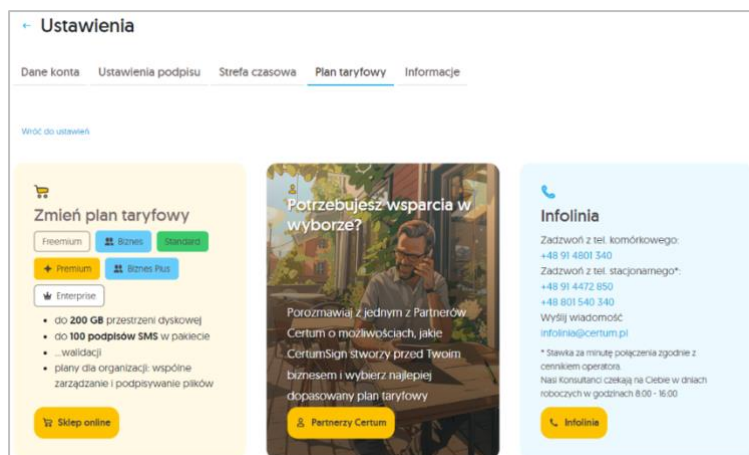 ← Ustawienia
Dane konta Ustawienia podpisu Strefa czasowa Plan taryfowy Informacje
Wróć do ustawień
Zmień plan taryfowy
Freemium Biznes Standard
Premium Biznes Plus
Enterprise
• do 200 GB przestrzeni dyskowej
• do 100 podpisów SMS w pakiecie
• ...walidacji
• plany dla organizacji: wspólne
zarządzanie i podpisywanie plików
Sklep online
Potrzebujesz wsparcia w
wyborze?
Porozmawiaj z jednym z Partnerów
Certum o możliwościach, jakie
CertumSign stworzy przed Twoim
biznesem i wybierz najlepiej
dopasowany plan taryfowy
Partnerzy Certum
Infolinia
Zadzwoń z tel. komórkowego:
+48 91 4801 340
Zadzwoń z tel. stacjonarnego*:
+48 91 4472 850
+48 801 540 340
Wyślij wiadomość
infolinia@certum.pl
* Stawka za minutę połączenia zgodnie z
cennikiem operatora.
Nasi Konsultanci czekają na Ciebie w dniach
roboczych w godzinach 8:00 - 16:00
Infolinia